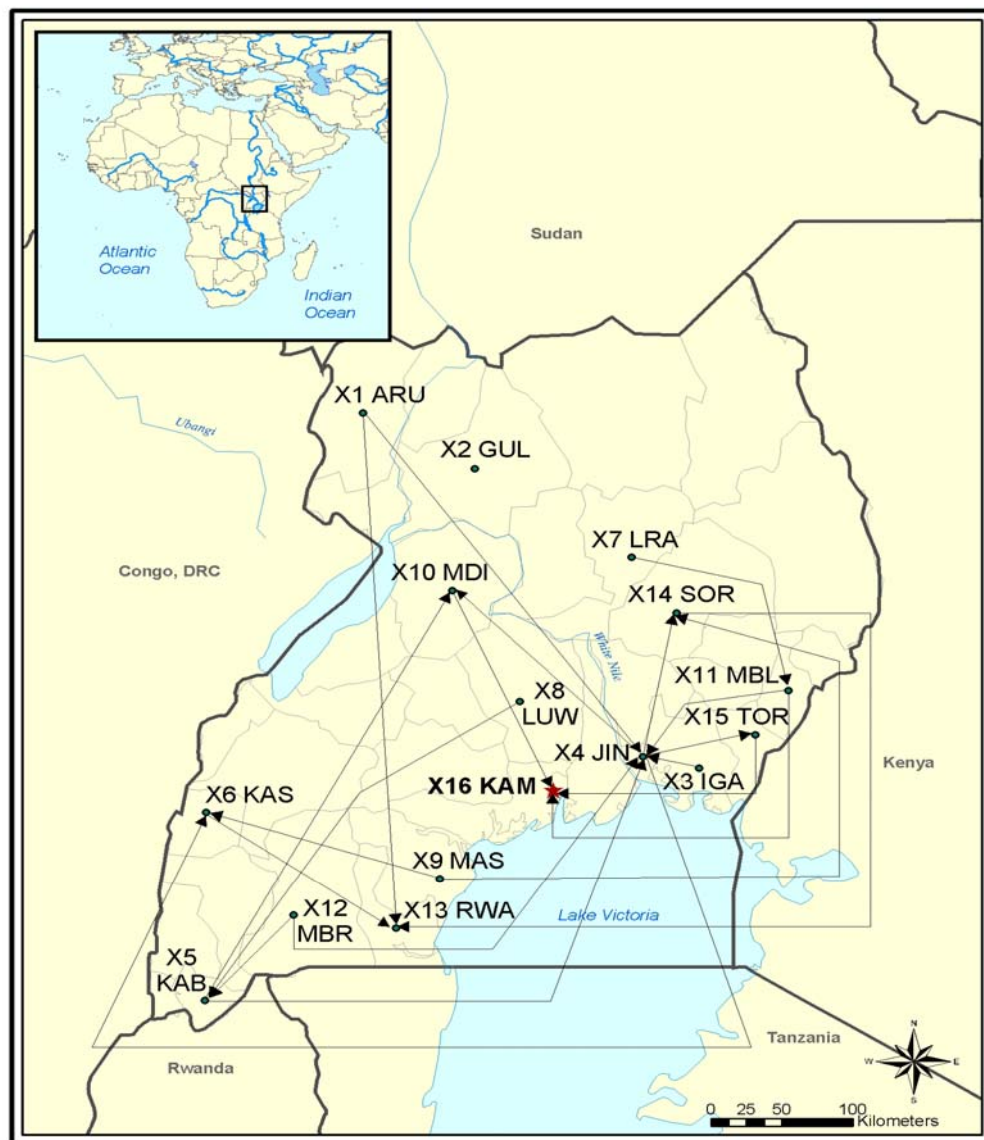 Atlantic
Ocean
Indian
Ocean
Sudan
X1 ARU
Ubangi
X2 GUL
X7 LRA
Congo, DRC
X10 MDI
X14 SOR
White Nile
X11 MBL
X8
LUW
X15 TOR
X4 JIN
Kenya
X3 IGA
X16 KAM
X6 KAS
X9 MAS
X12
MBR
X13 RWA
Lake Victoria
X5
KAB
Tanzania
Rwanda
N
W
E
S
0 25 50 100
Kilometers